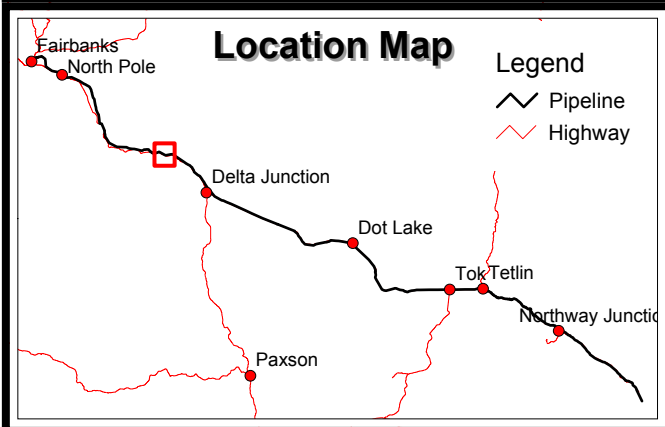 Location Map
Legend
Pipeline
Highway
Fairbanks
North Pole
Delta Junction
Dot Lake
Tok
Tetlin
Northway Junctio
Paxson